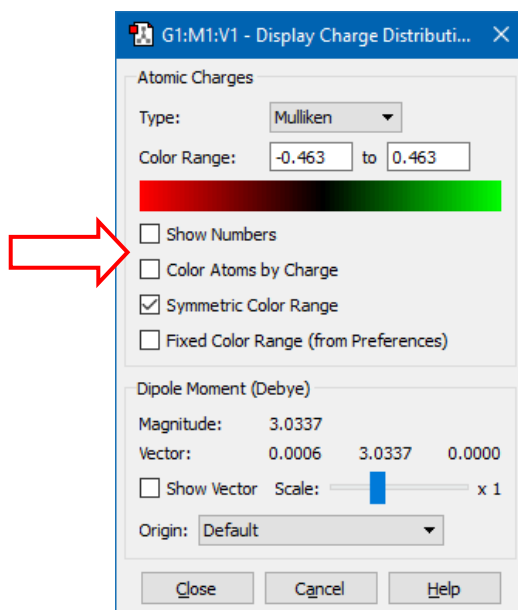 G1:M1:V1 - Display Charge Distributi...
Atomic Charges
Type: Mulliken
Color Range: -0.463 to 0.463
Show Numbers
Color Atoms by Charge
Symmetric Color Range
Fixed Color Range (from Preferences)
Dipole Moment (Debye)
Magnitude: 3.0337
Vector: 0.0006 3.0337 0.0000
Show Vector Scale: x 1
Origin: Default
Close Cancel Help